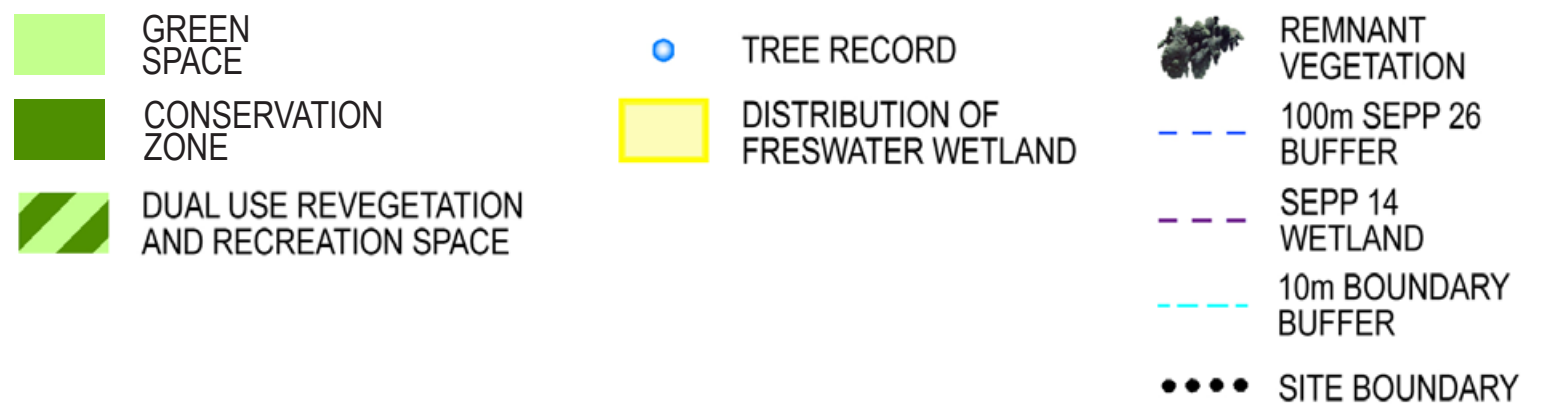 GREEN
SPACE
CONSERVATION
ZONE
DUAL USE REVEGETATION
AND RECREATION SPACE
TREE RECORD
DISTRIBUTION OF
FRESWATER WETLAND
REMNANT
VEGETATION
100m SEPP 26
BUFFER
SEPP 14
WETLAND
10m BOUNDARY
BUFFER
SITE BOUNDARY